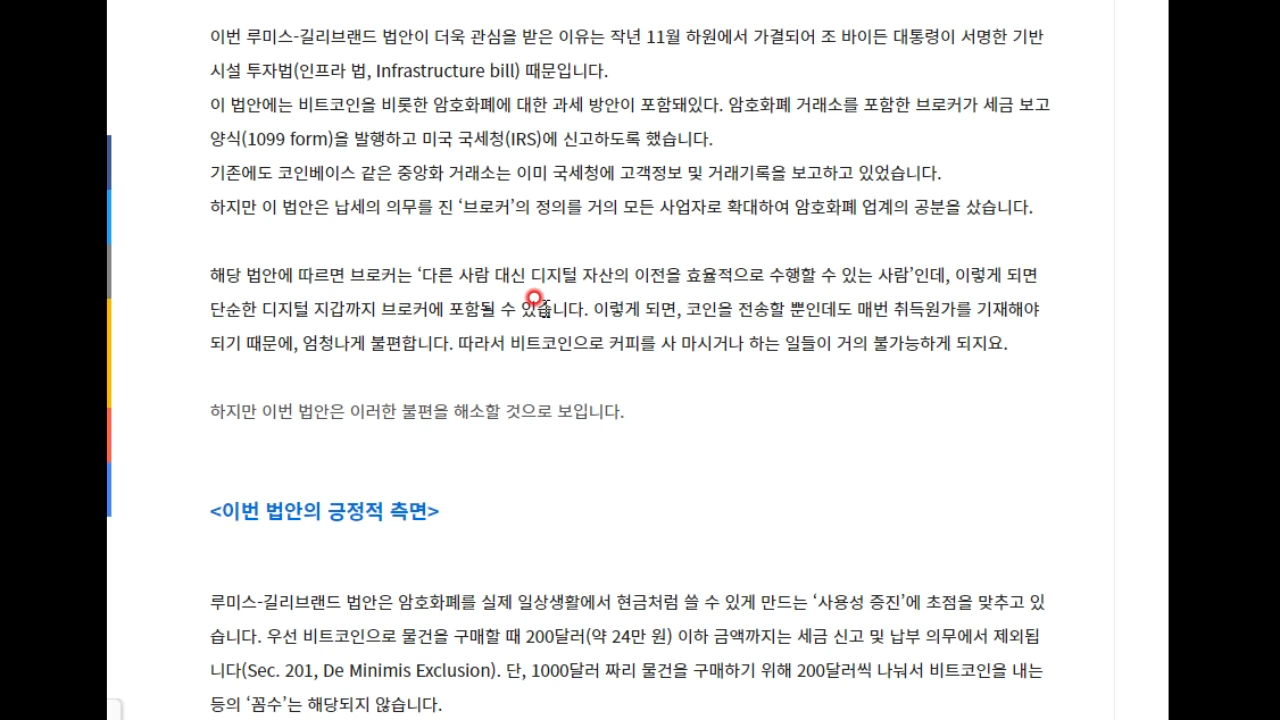 이번 루미스-길리브랜드 법안이 더욱 관심을 받은 이유는 작년 11월 하원에서 가결되어 조 바이든 대통령이 서명한 기반
시설 투자법(인프라 법, Infrastructure bill) 때문입니다.
이 법안에는 비트코인을 비롯한 암호화폐에 대한 과세 방안이 포함돼있다. 암호화폐 거래소를 포함한 브로커가 세금 보고
양식(1099 form)을 발행하고 미국 국세청(IRS)에 신고하도록 했습니다.
기존에도 코인베이스 같은 중앙화 거래소는 이미 국세청에 고객정보 및 거래기록을 보고하고 있었습니다.
하지만 이 법안은 납세의 의무를 진 ‘브로커’의 정의를 거의 모든 사업자로 확대하여 암호화폐 업계의 공분을 샀습니다.
해당 법안에 따르면 브로커는 ‘다른 사람 대신 디지털 자산의 이전을 효율적으로 수행할 수 있는 사람’인데, 이렇게 되면
단순한 디지털 지갑까지 브로커에 포함될 수 있습니다. 이렇게 되면, 코인을 전송할 뿐인데도 매번 취득원가를 기재해야
되기 때문에, 엄청나게 불편합니다. 따라서 비트코인으로 커피를 사 마시거나 하는 일들이 거의 불가능하게 되지요.
하지만 이번 법안은 이러한 불편을 해소할 것으로 보입니다.
<이번 법안의 긍정적 측면>
루미스-길리브랜드 법안은 암호화폐를 실제 일상생활에서 현금처럼 쓸 수 있게 만드는 ‘사용성 증진’에 초점을 맞추고 있
습니다. 우선 비트코인으로 물건을 구매할 때 200달러(약 24만 원) 이하 금액까지는 세금 신고 및 납부 의무에서 제외됩
니다(Sec. 201, De Minimis Exclusion). 단, 1000달러 짜리 물건을 구매하기 위해 200달러씩 나눠서 비트코인을 내는
등의 ‘꼼수’는 해당되지 않습니다.